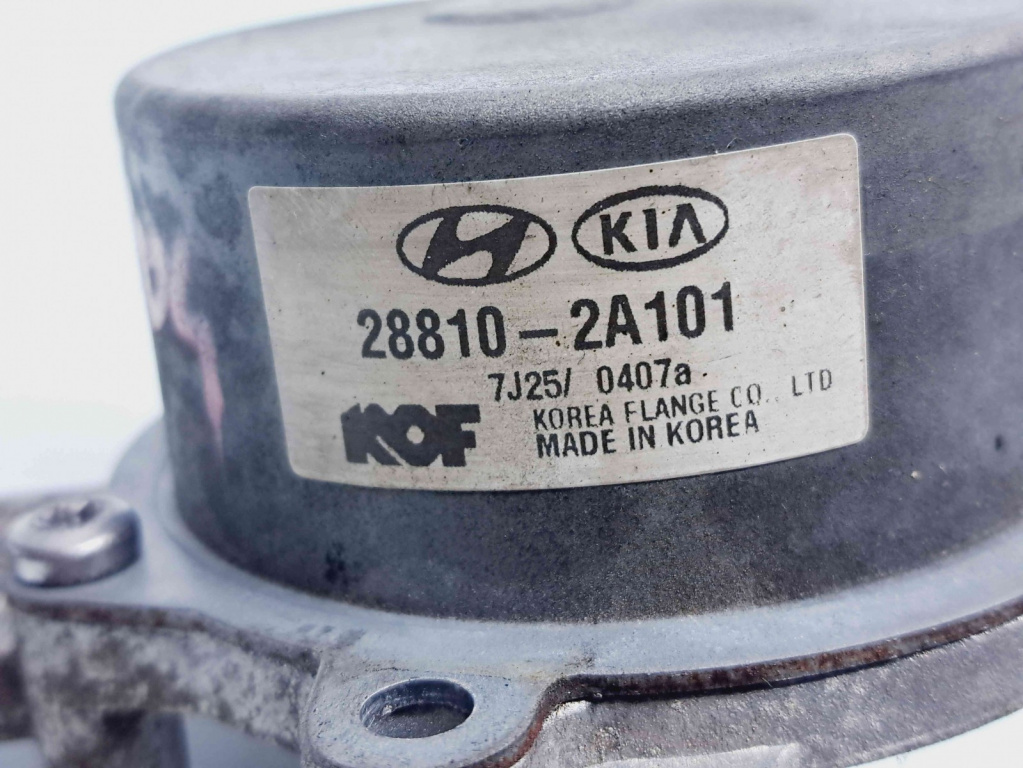 KIA
28810-2A101
7J25/ 0407a
KOF KOREA FLANGE CO., LTD
MADE IN KOREA